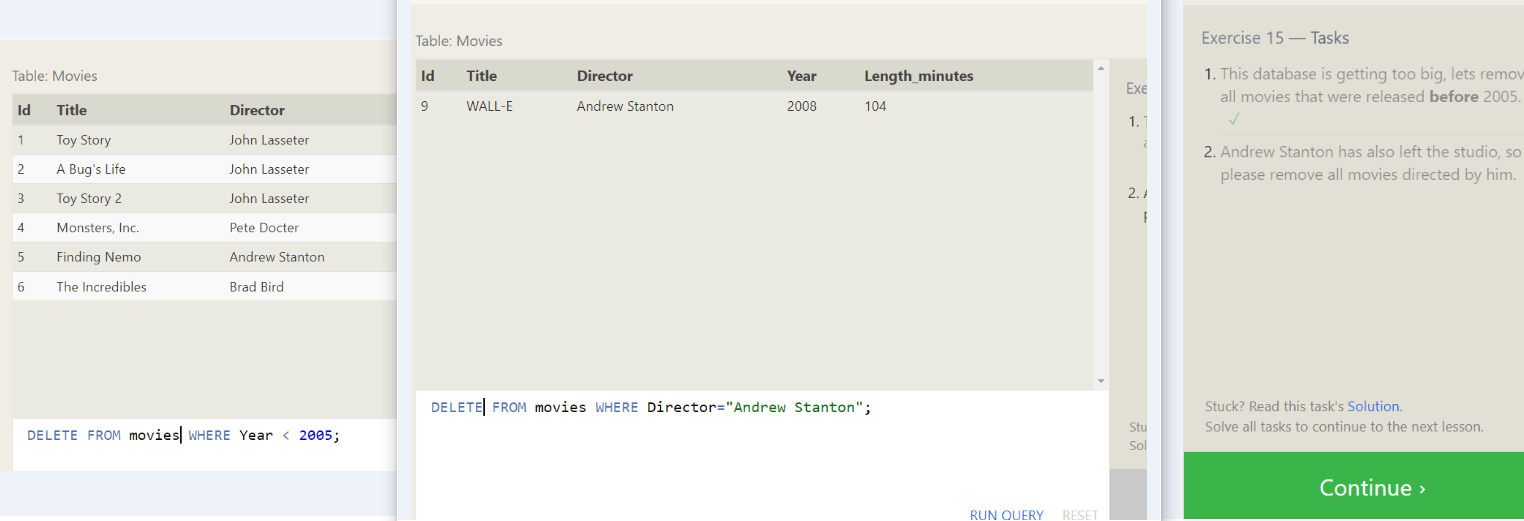 Table: Movies
Id Title Director
1 Toy Story John Lasseter
2 A Bug's Life John Lasseter
3 Toy Story 2 John Lasseter
4 Monsters, Inc. Pete Docter
5 Finding Nemo Andrew Stanton
6 The Incredibles Brad Bird
DELETE FROM movies WHERE Year < 2005;
Table: Movies
Id Title Director Year Length_minutes
9 WALL-E Andrew Stanton 2008 104
DELETE FROM movies WHERE Director="Andrew Stanton";
RUN QUERY RESET
Exe
1.
2.
Stu
Sol
Exercise 15 — Tasks
1. This database is getting too big, lets remov
all movies that were released before 2005.
✓
2. Andrew Stanton has also left the studio, so
please remove all movies directed by him.
Stuck? Read this task's Solution.
Solve all tasks to continue to the next lesson.
Continue ›